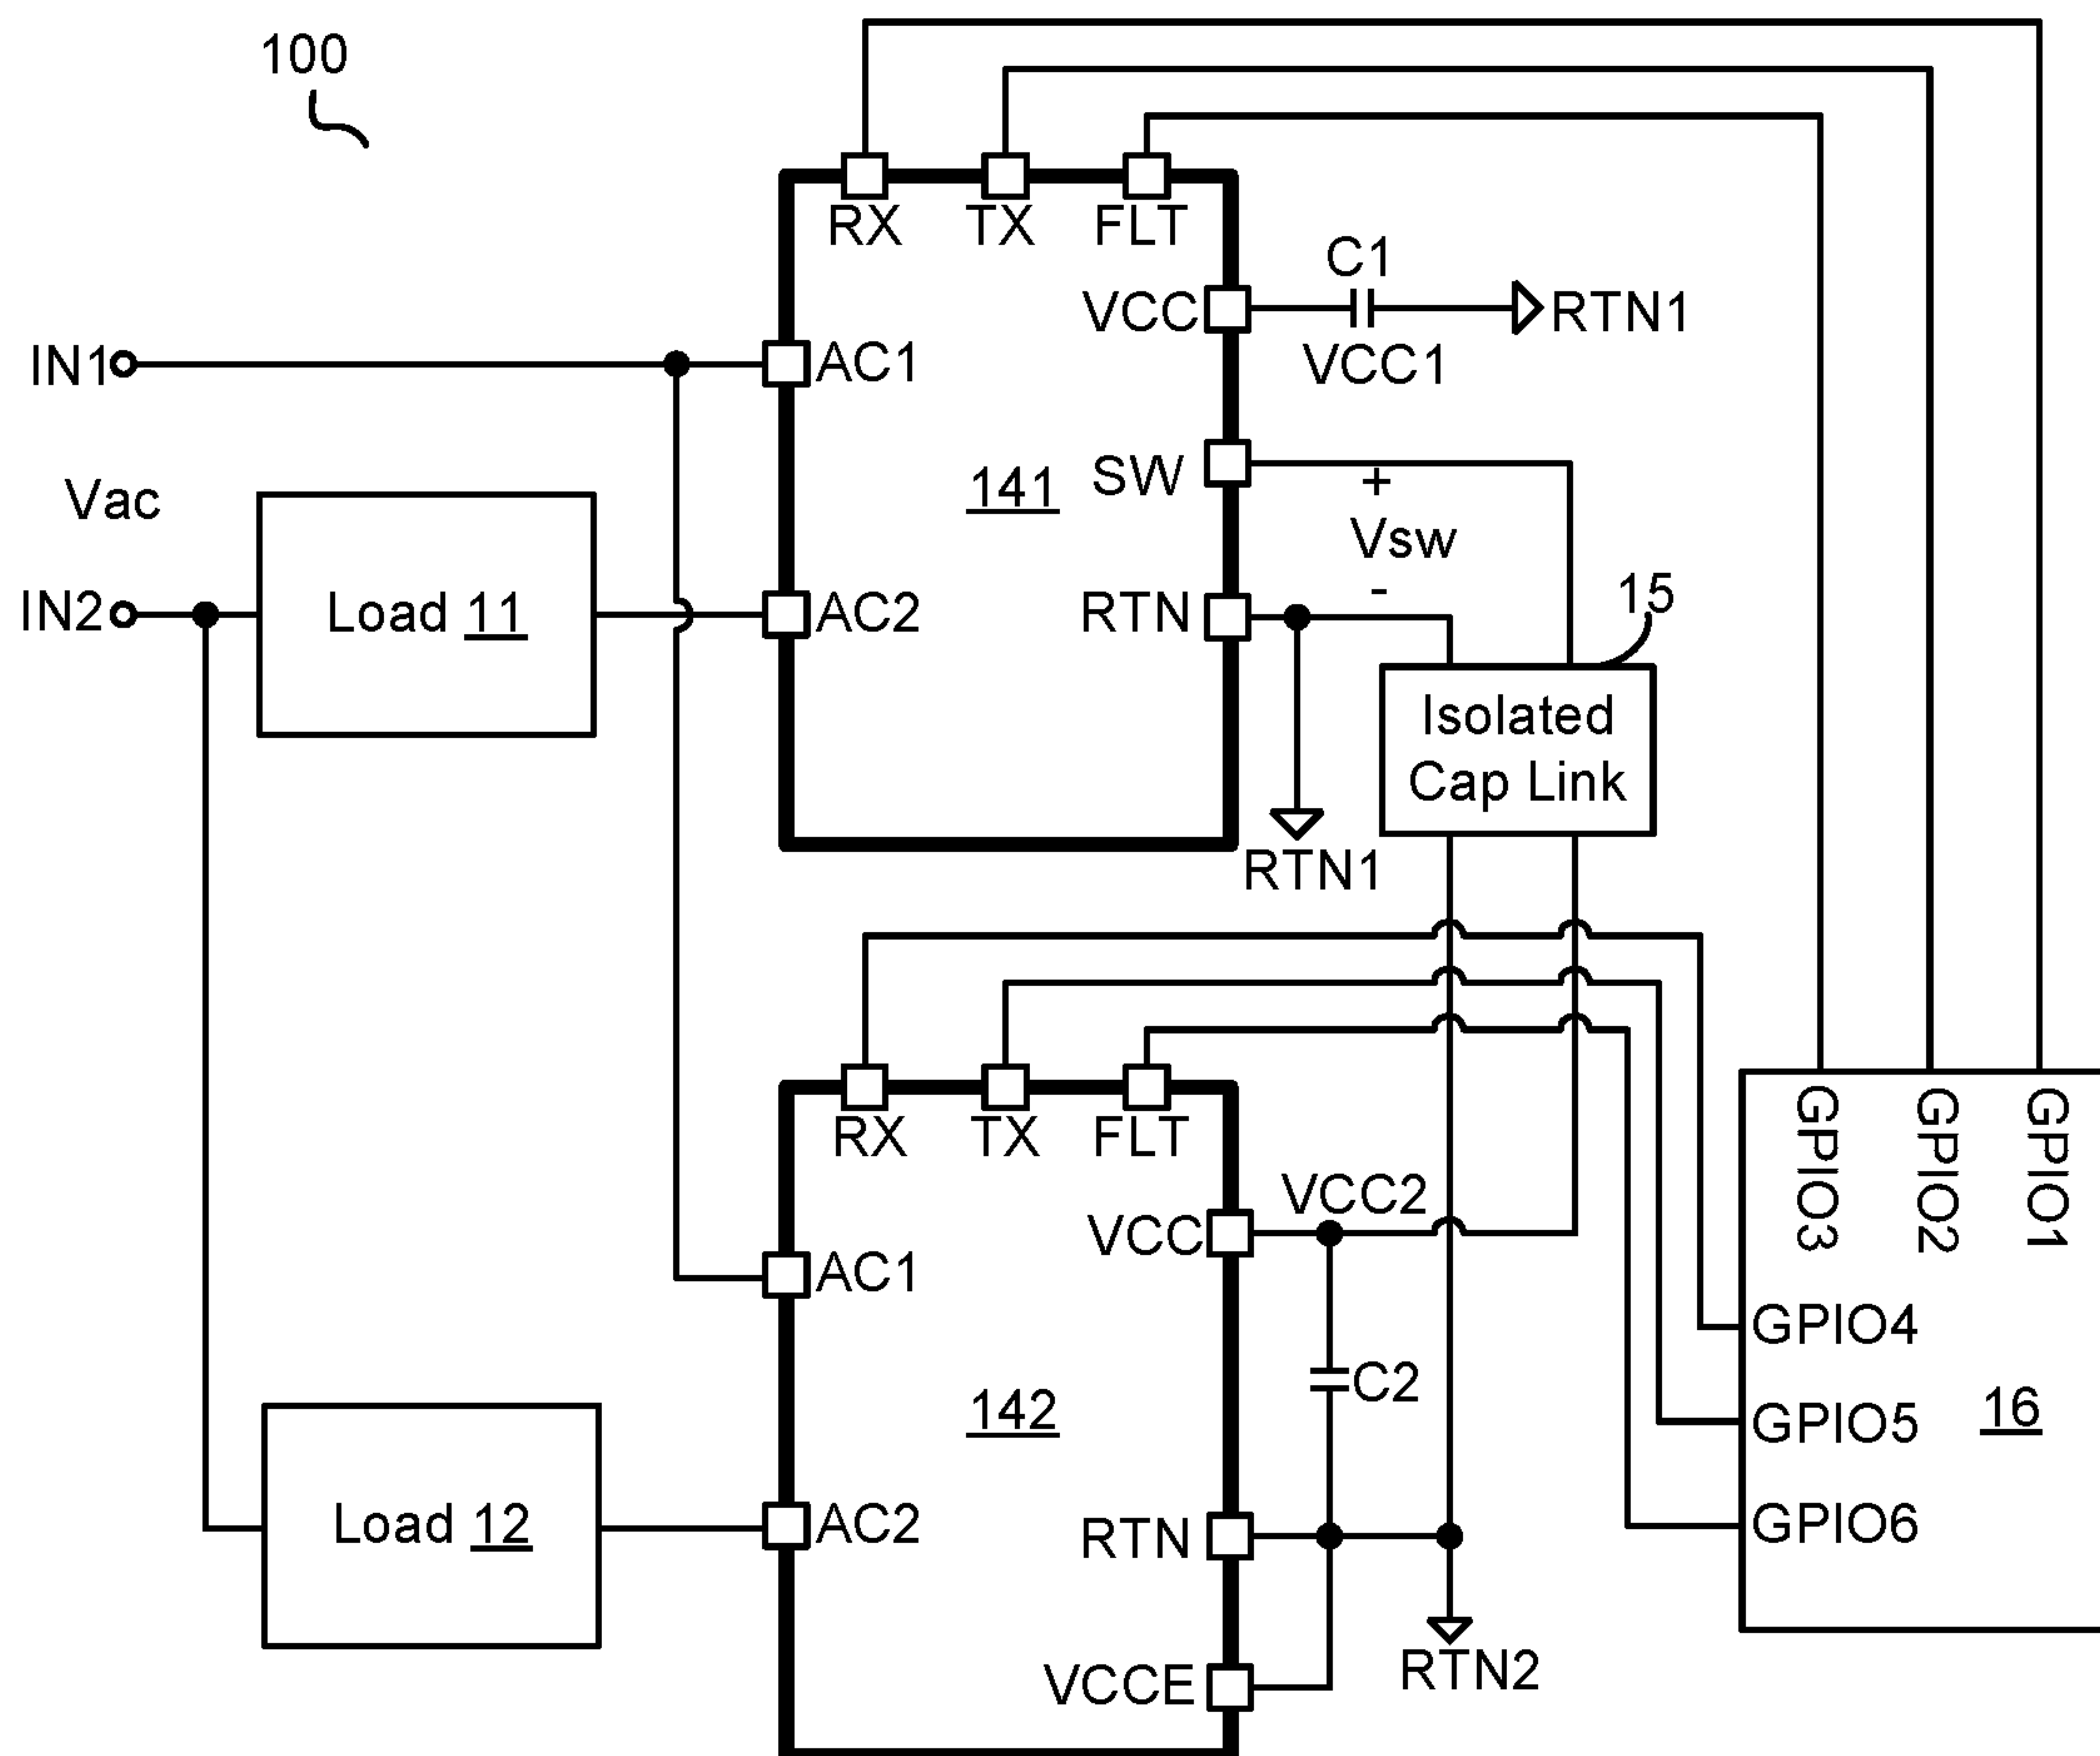 100
RX TX FLT
C1
VCC
RTN1
VCC1
IN1
AC1
SW
+
141
Vac
Vsw
-
15
IN2
Load 11
AC2
RTN
Isolated
Cap Link
RTN1
RX TX FLT
GPIO3
GPIO2
GPIO1
VCC2
VCC
AC1
GPIO4
C2
142
16
GPIO5
Load 12
AC2
RTN
GPIO6
VCCE
RTN2